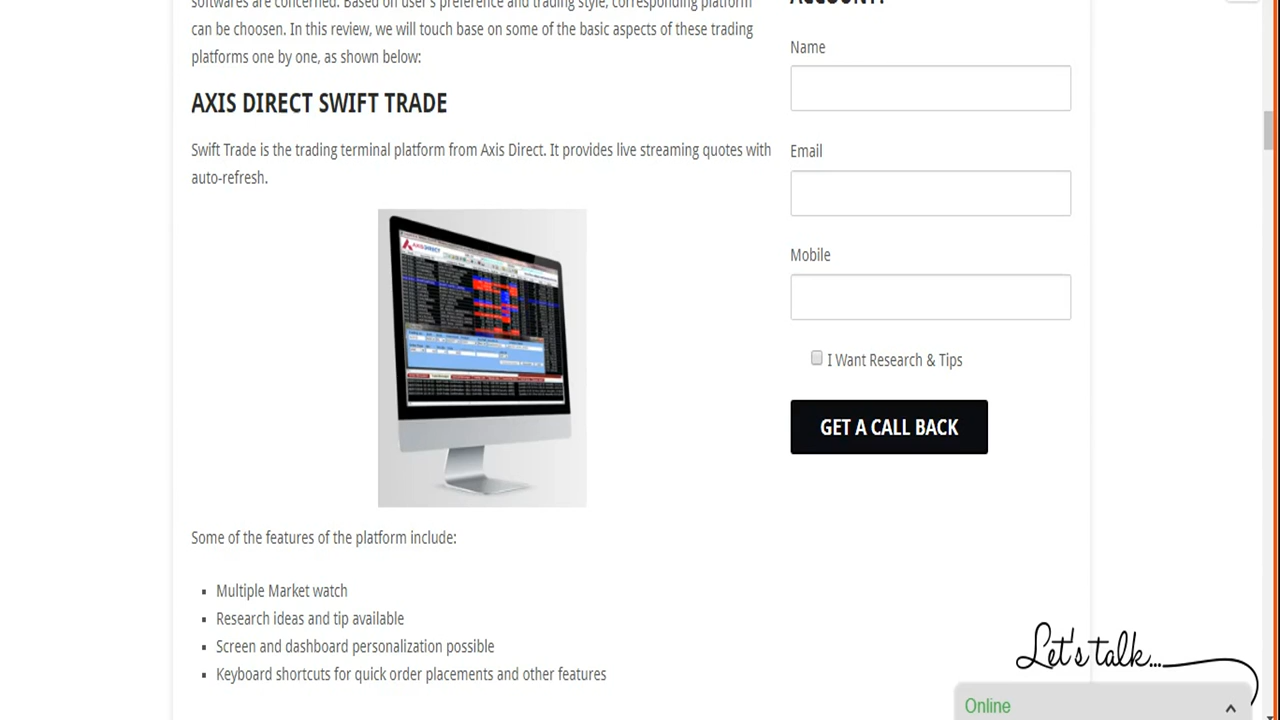 softwares are concerned. Based on user's preference and trading style, corresponding platform
can be choosen. In this review, we will touch base on some of the basic aspects of these trading
platforms one by one, as shown below:
AXIS DIRECT SWIFT TRADE
Swift Trade is the trading terminal platform from Axis Direct. It provides live streaming quotes with
auto-refresh.
AXISDIRECT
Some of the features of the platform include:
Multiple Market watch
Research ideas and tip available
Screen and dashboard personalization possible
Keyboard shortcuts for quick order placements and other features
ACCOUNT?
Name
Email
Mobile
I Want Research & Tips
GET A CALL BACK
Let's talk...
Online